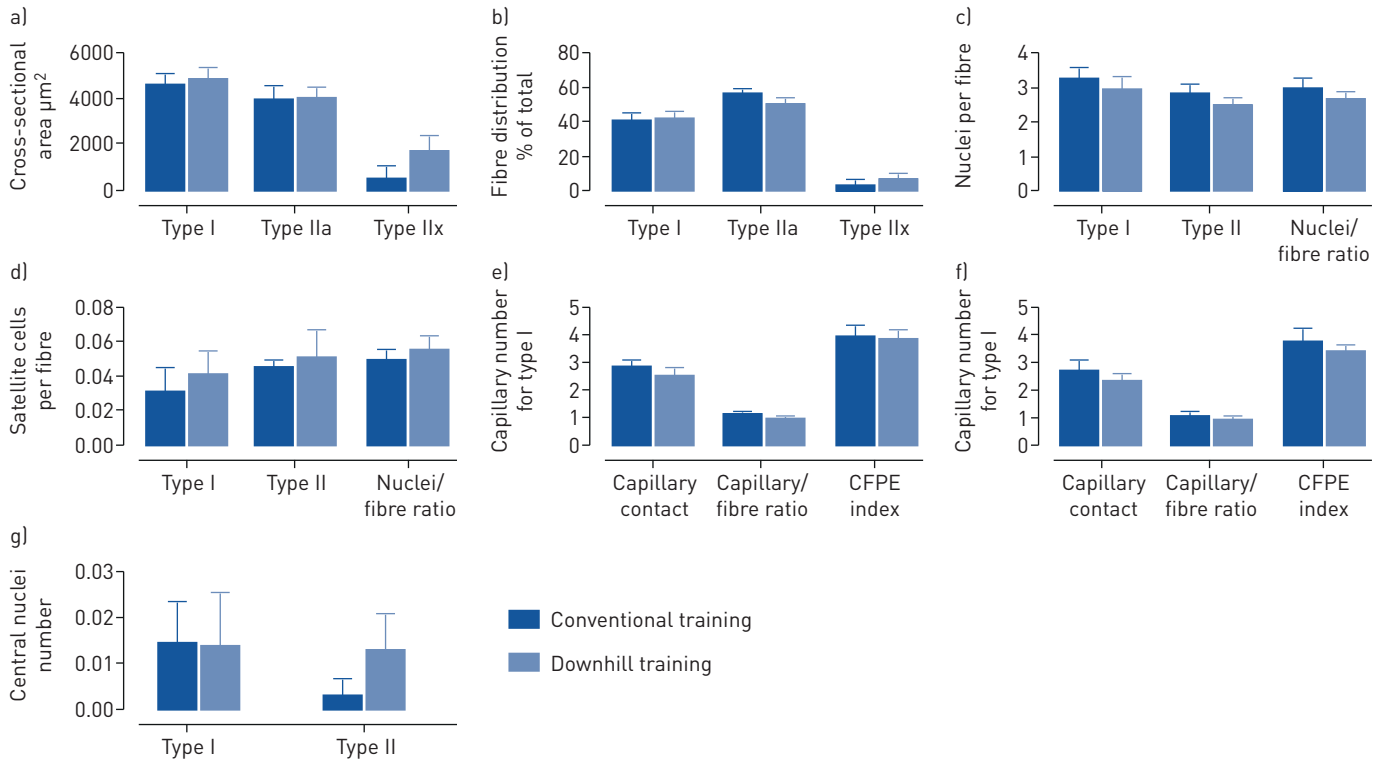 a)
Cross-sectional
area µm²
6000
4000
2000
0
Type I
Type IIa
Type IIx
b)
Fibre distribution
% of total
80
60
40
20
0
Type I
Type IIa
Type IIx
c)
Nuclei per fibre
4
3
2
1
0
Type I
Type II
Nuclei/
fibre ratio
d)
Satellite cells
per fibre
0.08
0.06
0.04
0.02
0.00
Type I
Type II
Nuclei/
fibre ratio
e)
Capillary number
for type I
5
4
3
2
1
0
Capillary
contact
Capillary/
fibre ratio
CFPE
index
f)
Capillary number
for type I
5
4
3
2
1
0
Capillary
contact
Capillary/
fibre ratio
CFPE
index
g)
Central nuclei
number
0.03
0.02
0.01
0.00
Type I
Type II
Conventional training
Downhill training